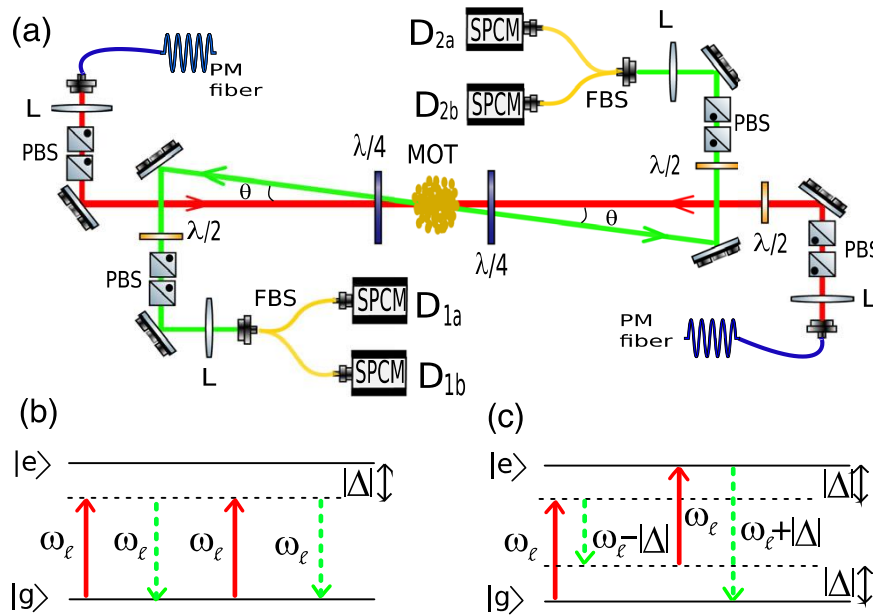 (a)
PM
fiber
L
PBS
λ/2
PBS
L
FBS
SPCM
D1a
SPCM
D1b
θ
λ/4
MOT
λ/4
θ
D2a
SPCM
D2b
SPCM
FBS
L
PBS
λ/2
λ/2
PBS
L
PM
fiber
(b)
|e⟩
|Δ|
ωℓ
ωℓ
ωℓ
ωℓ
|g⟩
(c)
|e⟩
|Δ|
ωℓ
ωℓ-|Δ|
ωℓ
ωℓ+|Δ|
|Δ|
|g⟩